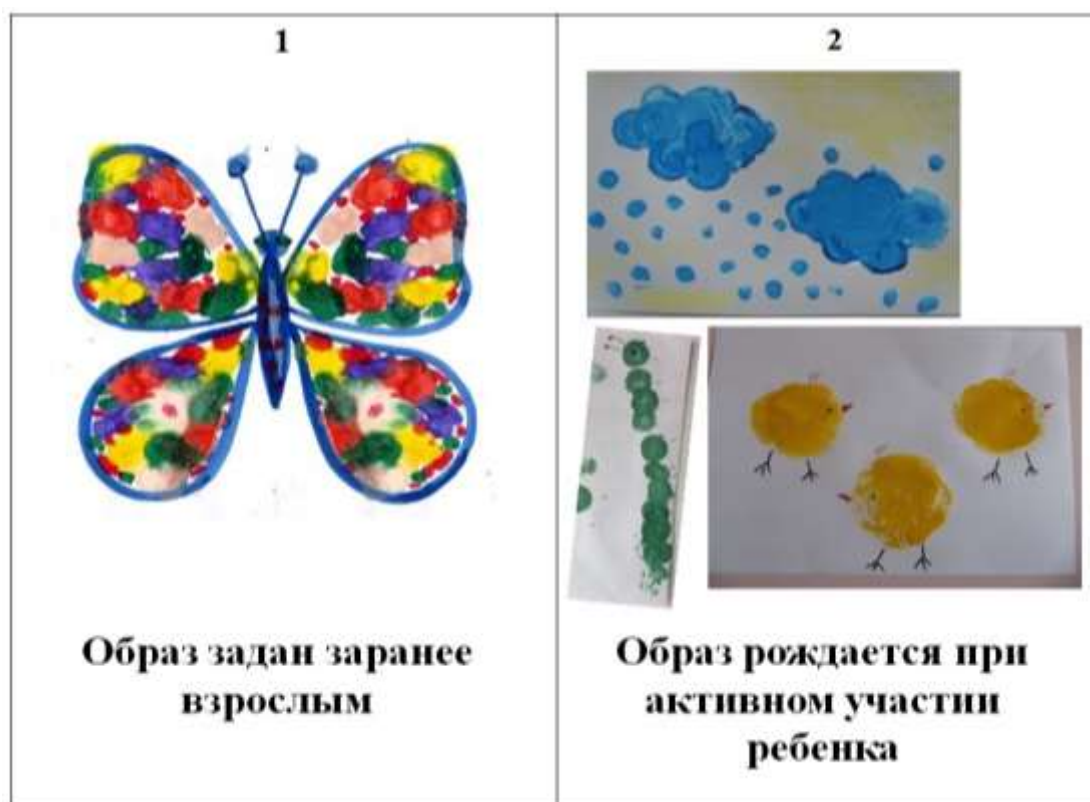 1
Образ задан заранее
взрослым
2
Образ рождается при
активном участии
ребенка